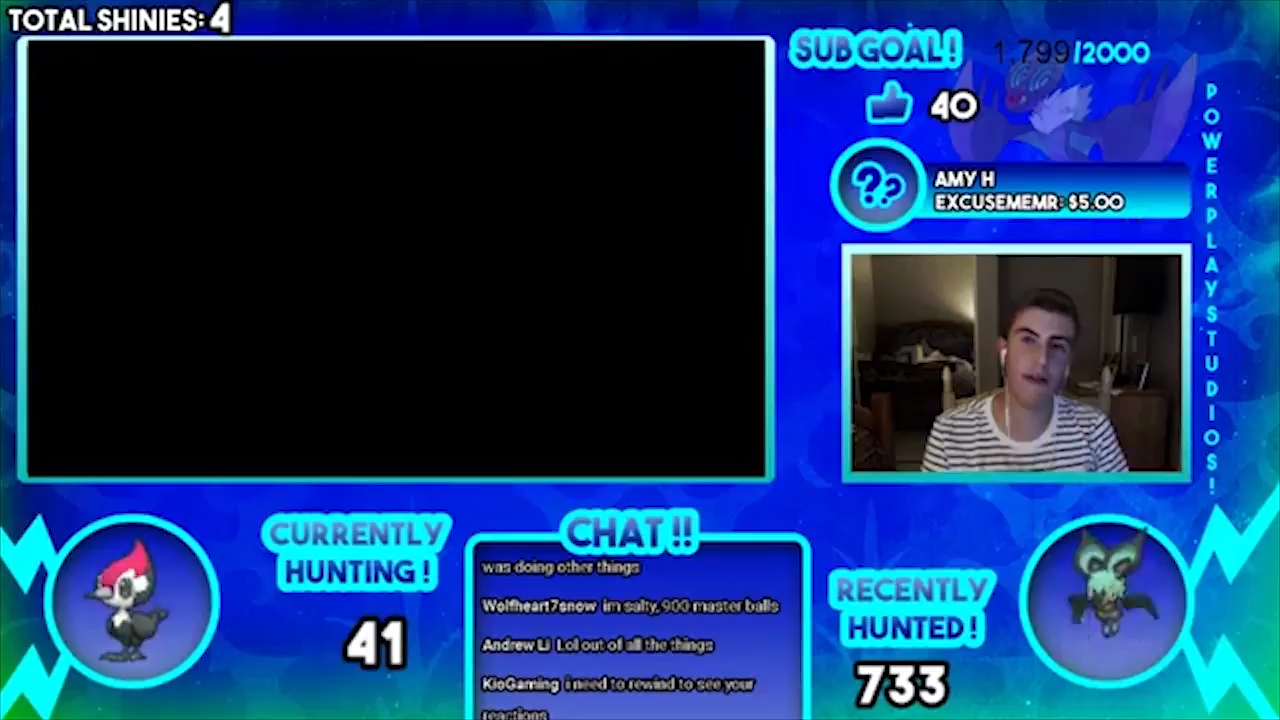 TOTAL SHINIES: 4
SUB GOAL! 1,799/2000
40
??
AMY H
EXCUSEMEMR: $5.00
POWERPLAYSTUDIOS!
CURRENTLY
HUNTING!
41
CHAT!!
was doing other things
Wolfheart7snow im salty, 900 master balls
Andrew Li Lol out of all the things
KioGaming i need to rewind to see your
reactions
RECENTLY
HUNTED!
733